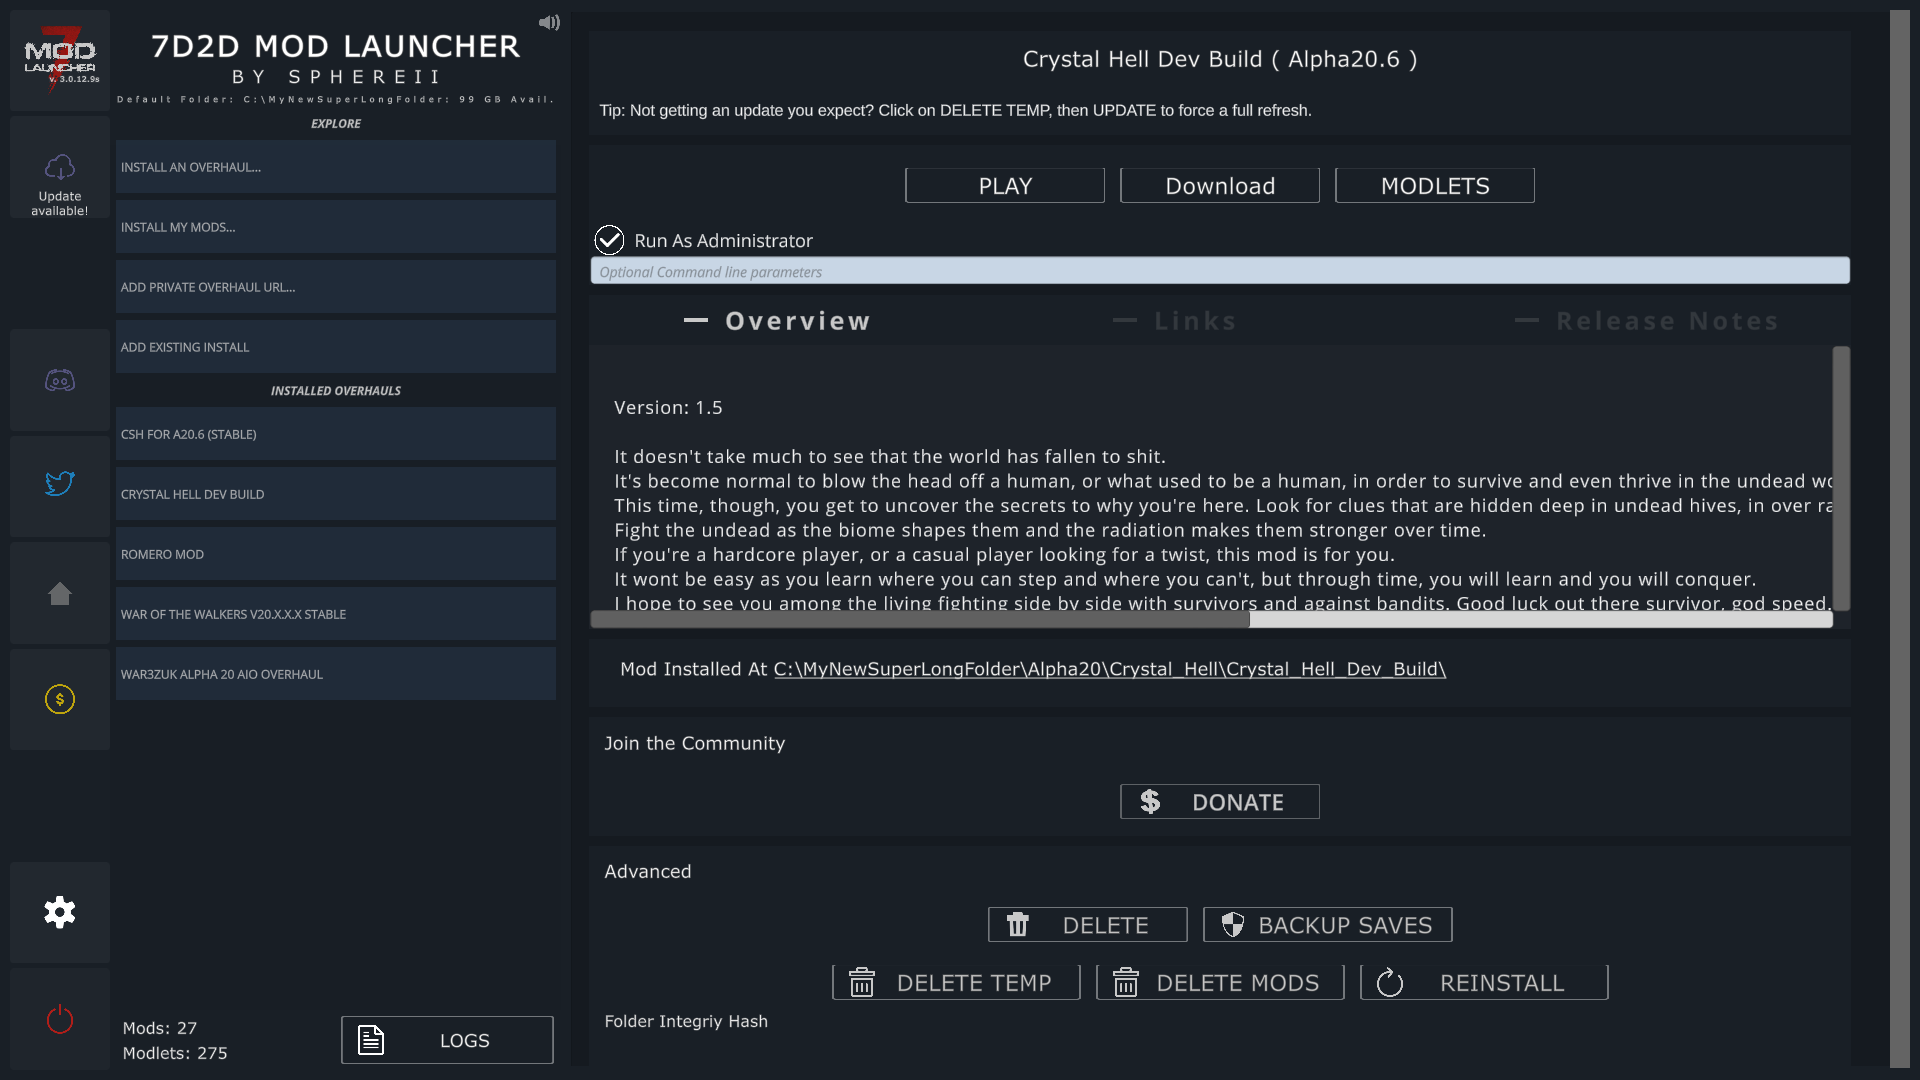 7
MOD
LAUNCHER
v. 3.0.12.9s
Update
available!
7D2D MOD LAUNCHER
BY SPHEREII
Default Folder: C:\MyNewSuperLongFolder: 99 GB Avail.
EXPLORE
INSTALL AN OVERHAUL...
INSTALL MY MODS...
ADD PRIVATE OVERHAUL URL...
ADD EXISTING INSTALL
INSTALLED OVERHAULS
CSH FOR A20.6 (STABLE)
CRYSTAL HELL DEV BUILD
ROMERO MOD
WAR OF THE WALKERS V20.X.X.X STABLE
WAR3ZUK ALPHA 20 AIO OVERHAUL
Mods: 27
Modlets: 275
LOGS
Crystal Hell Dev Build ( Alpha20.6 )
Tip: Not getting an update you expect? Click on DELETE TEMP, then UPDATE to force a full refresh.
PLAY Download MODLETS
Run As Administrator
Optional Command line parameters
Overview Links Release Notes
Version: 1.5
It doesn't take much to see that the world has fallen to shit.
It's become normal to blow the head off a human, or what used to be a human, in order to survive and even thrive in the undead wo
This time, though, you get to uncover the secrets to why you're here. Look for clues that are hidden deep in undead hives, in over ra
Fight the undead as the biome shapes them and the radiation makes them stronger over time.
If you're a hardcore player, or a casual player looking for a twist, this mod is for you.
It wont be easy as you learn where you can step and where you can't, but through time, you will learn and you will conquer.
I hope to see you among the living fighting side by side with survivors and against bandits. Good luck out there survivor, god speed.
Mod Installed At C:\MyNewSuperLongFolder\Alpha20\Crystal_Hell\Crystal_Hell_Dev_Build\
Join the Community
$ DONATE
Advanced
DELETE BACKUP SAVES
DELETE TEMP DELETE MODS REINSTALL
Folder Integriy Hash